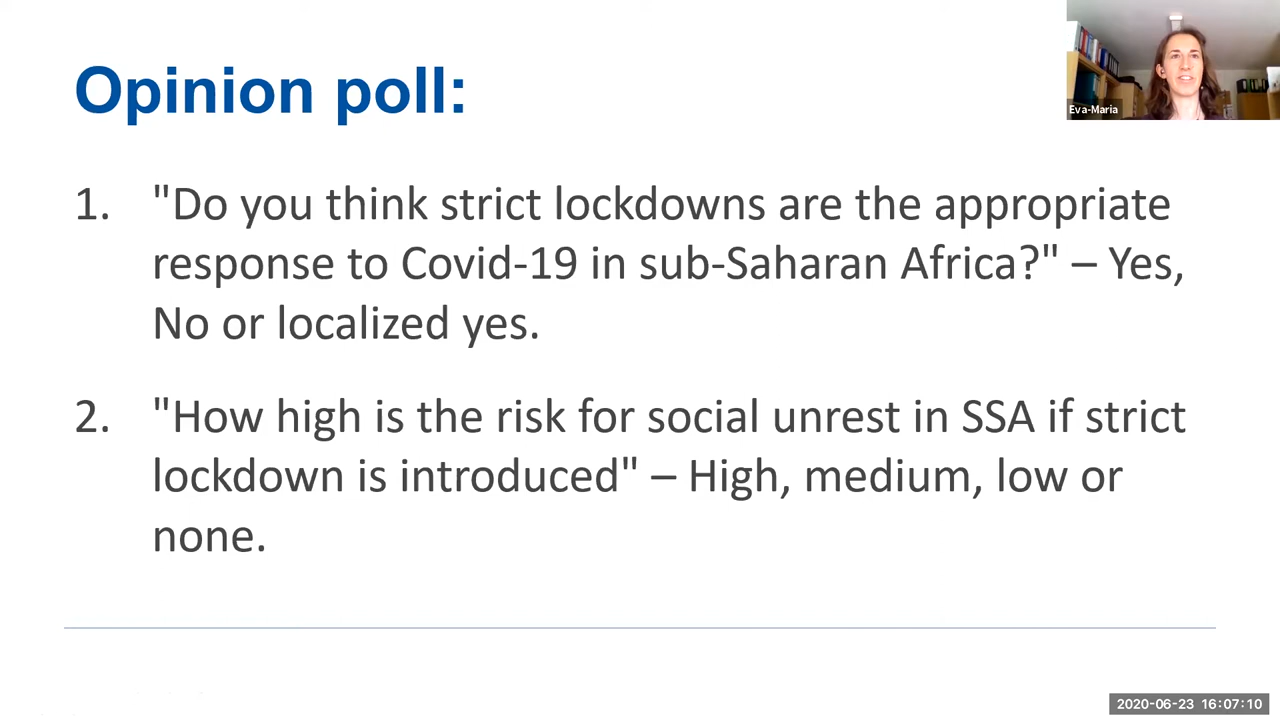 Opinion poll:
Eva-Maria
1. "Do you think strict lockdowns are the appropriate
response to Covid-19 in sub-Saharan Africa?" – Yes,
No or localized yes.
2. "How high is the risk for social unrest in SSA if strict
lockdown is introduced" – High, medium, low or
none.
2020-06-23 16:07:10